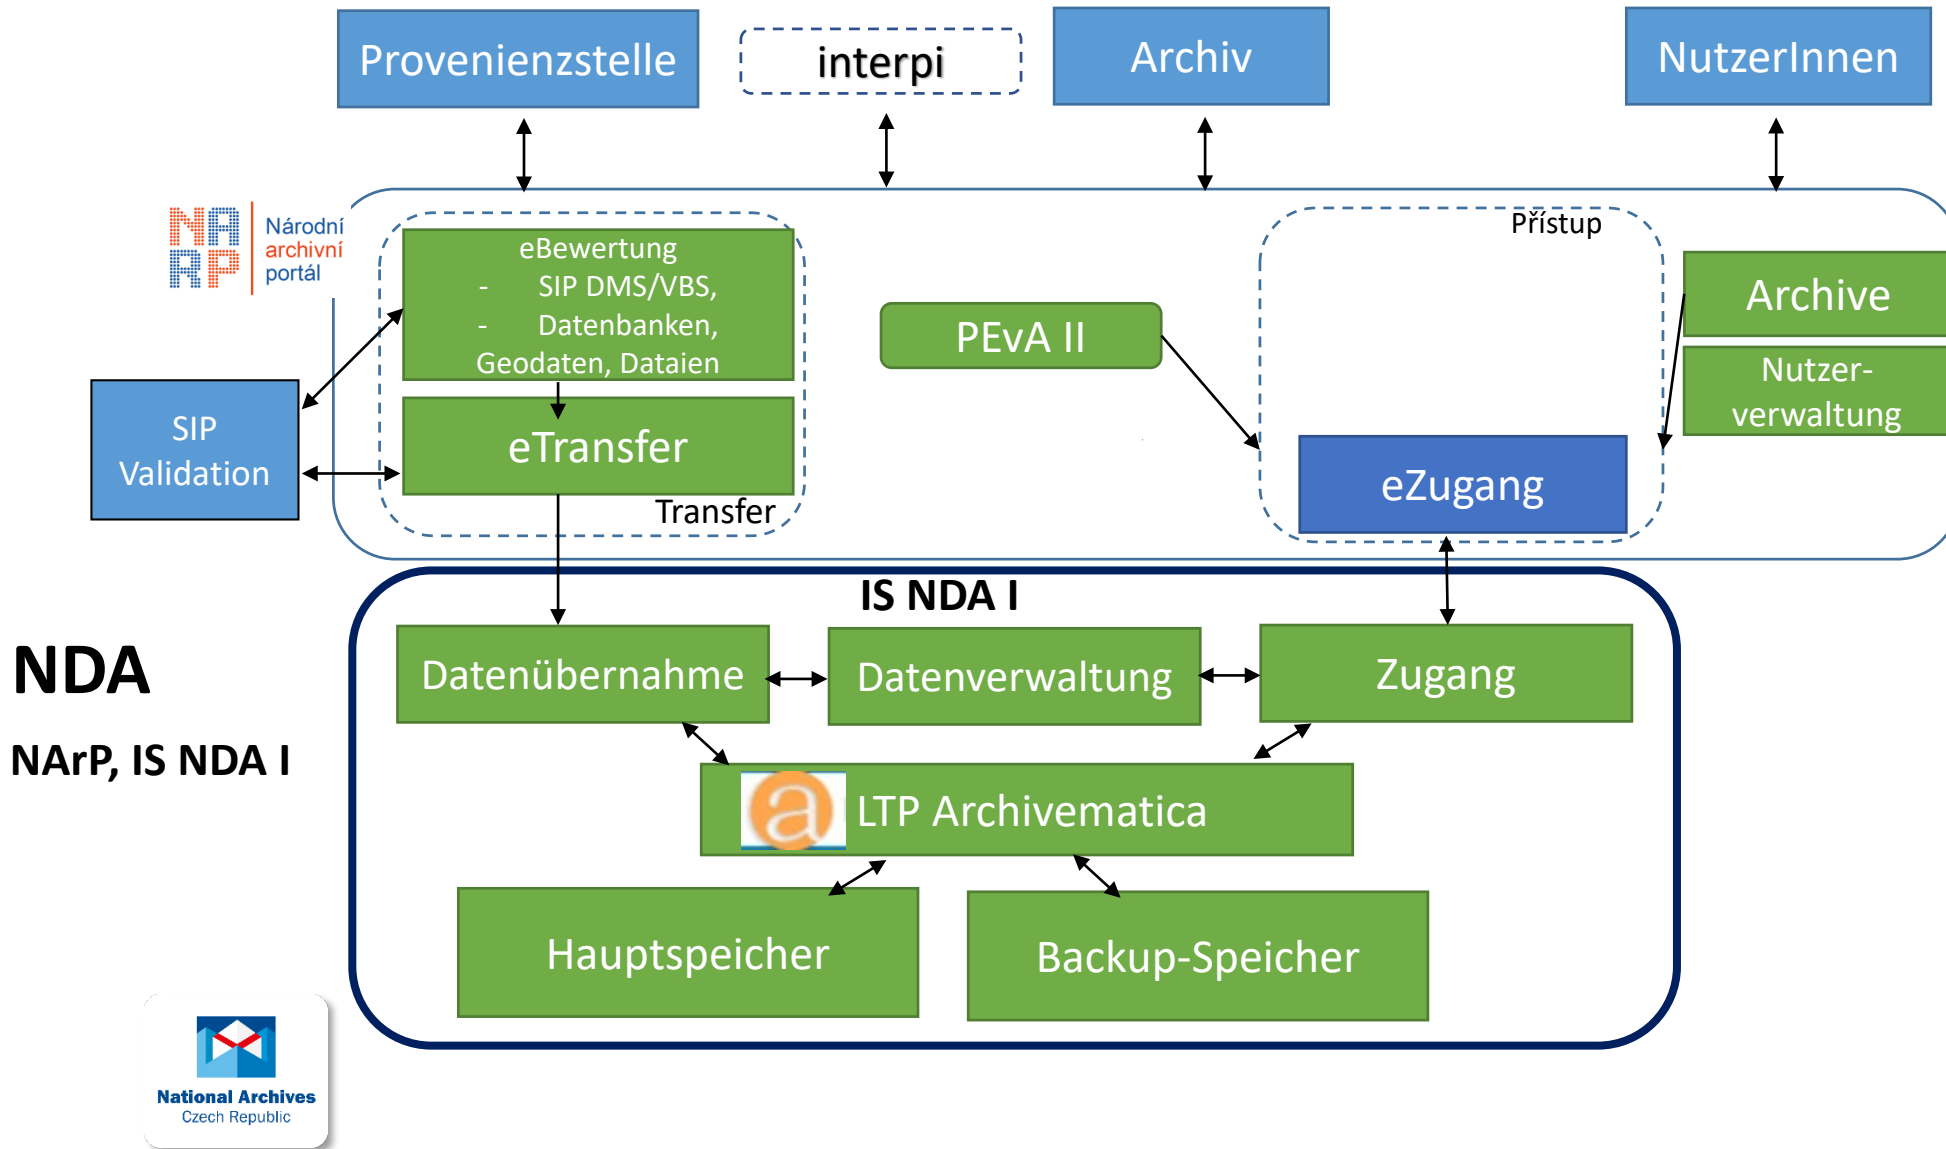 Provenienzstelle
interpi
Archiv
NutzerInnen
NA
RP
Národní
archivní
portál
eBewertung
- SIP DMS/VBS,
- Datenbanken,
Geodaten, Dataien
eTransfer
Transfer
SIP
Validation
PEvA II
Přístup
eZugang
Archive
Nutzer-
verwaltung
IS NDA I
NDA
NArP, IS NDA I
Datenübernahme
Datenverwaltung
Zugang
a
LTP Archivematica
Hauptspeicher
Backup-Speicher
National Archives
Czech Republic